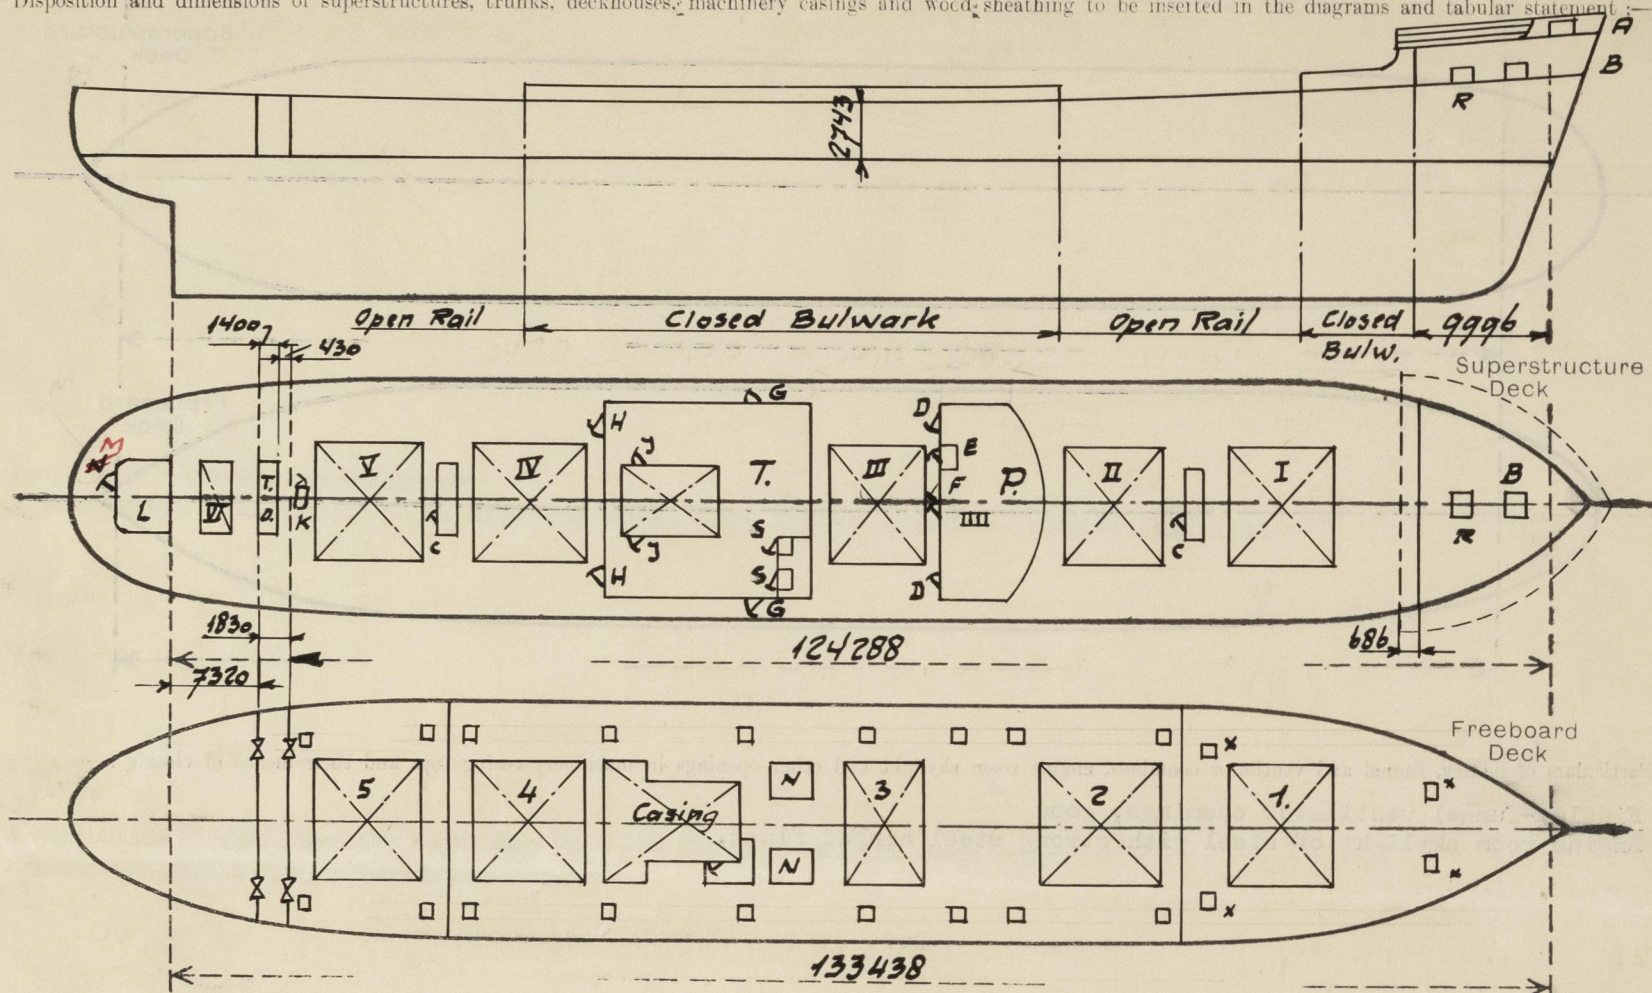 Disposition and dimensions of superstructures, trunks, deckhouses, machinery casings and wood sheathing to be inserted in the diagrams and tabular statement :—
A
B
R
2743
Open Rail
Closed Bulwark
Open Rail
Closed
Bulw.
9996
1400
430
Superstructure
Deck
G
D
H
N
3
J
V
IV
T.
III
E
F
P.
II
I
B
L
VI
T.
O.
K
C
IIII
C
R
J
S
S
H
D
G
1830
124288
686
7320
Freeboard
Deck
x
x
5
4
Casing
N
3
2
1.
N
x
x
133438